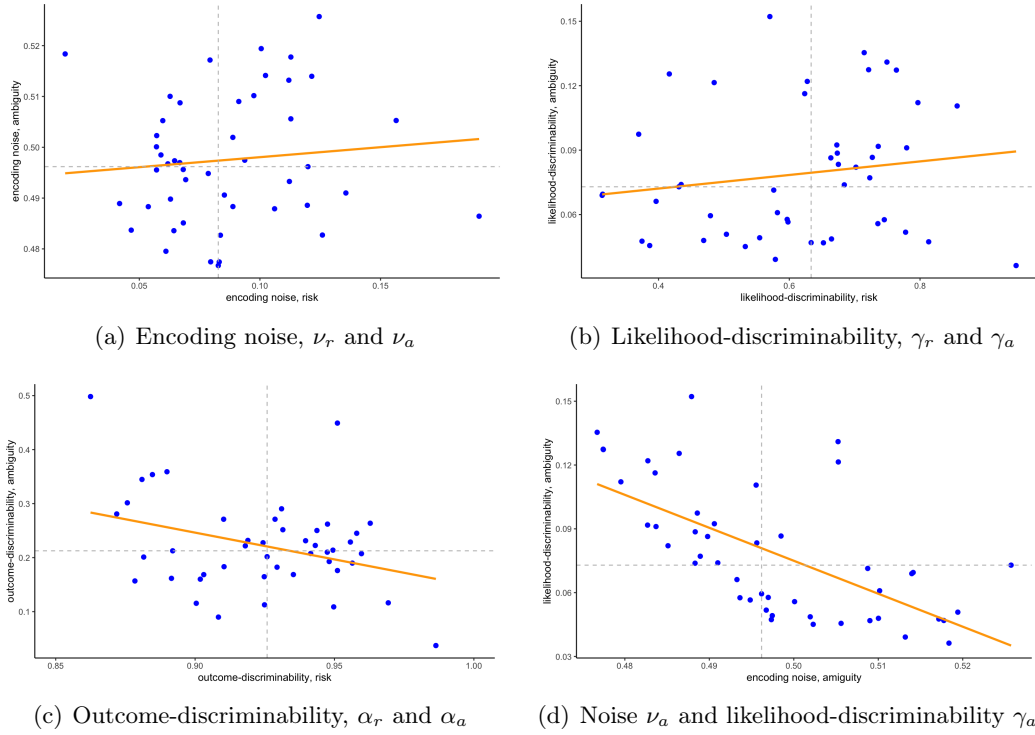 encoding noise, ambiguity
0.52
0.51
0.50
0.49
0.48
0.05
0.10
0.15
encoding noise, risk
(a) Encoding noise, νr and νa
likelihood-discriminability, ambiguity
0.15
0.12
0.09
0.06
0.4
0.6
0.8
likelihood-discriminability, risk
(b) Likelihood-discriminability, γr and γa
outcome-discriminability, ambiguity
0.5
0.4
0.3
0.2
0.1
0.85
0.90
0.95
1.00
outcome-discriminability, risk
(c) Outcome-discriminability, αr and αa
likelihood-discriminability, ambiguity
0.15
0.12
0.09
0.06
0.03
0.48
0.49
0.50
0.51
0.52
encoding noise, amiguity
(d) Noise νa and likelihood-discriminability γa